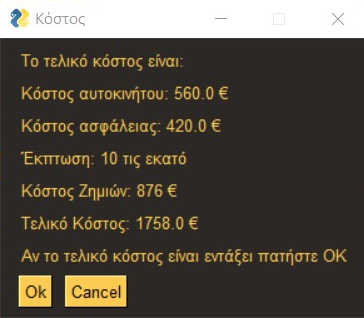 Κόστος
Το τελικό κόστος είναι:
Κόστος αυτοκινήτου: 560.0 €
Κόστος ασφάλειας: 420.0 €
Έκπτωση: 10 τις εκατό
Κόστος Ζημιών: 876 €
Τελικό Κόστος: 1758.0 €
Αν το τελικό κόστος είναι εντάξει πατήστε ΟΚ
Ok Cancel